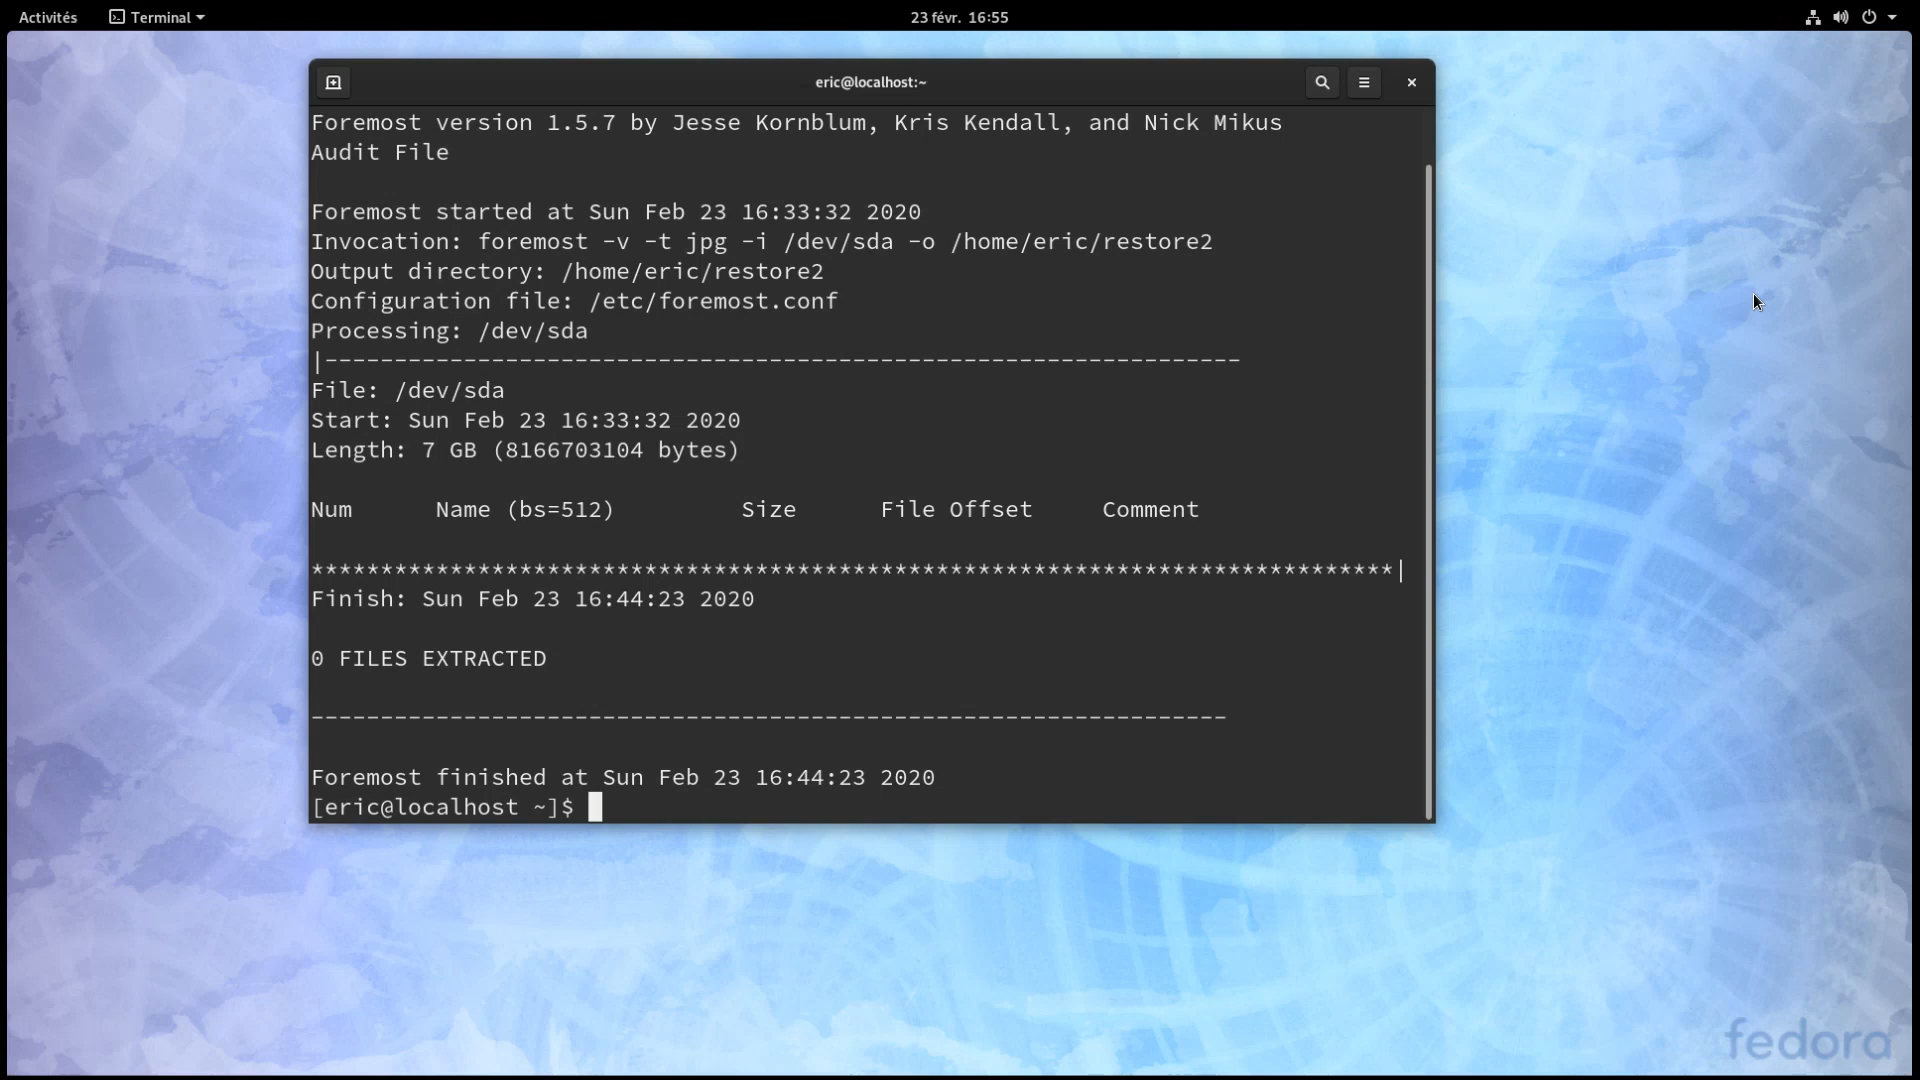 Activités Terminal 23 févr. 16:55
eric@localhost:~
Foremost version 1.5.7 by Jesse Kornblum, Kris Kendall, and Nick Mikus
Audit File
Foremost started at Sun Feb 23 16:33:32 2020
Invocation: foremost -v -t jpg -i /dev/sda -o /home/eric/restore2
Output directory: /home/eric/restore2
Configuration file: /etc/foremost.conf
Processing: /dev/sda
|------------------------------------------------------------------
File: /dev/sda
Start: Sun Feb 23 16:33:32 2020
Length: 7 GB (8166703104 bytes)
Num Name (bs=512) Size File Offset Comment
******************************************************************************|
Finish: Sun Feb 23 16:44:23 2020
0 FILES EXTRACTED
------------------------------------------------------------------
Foremost finished at Sun Feb 23 16:44:23 2020
[eric@localhost ~]$
fedora